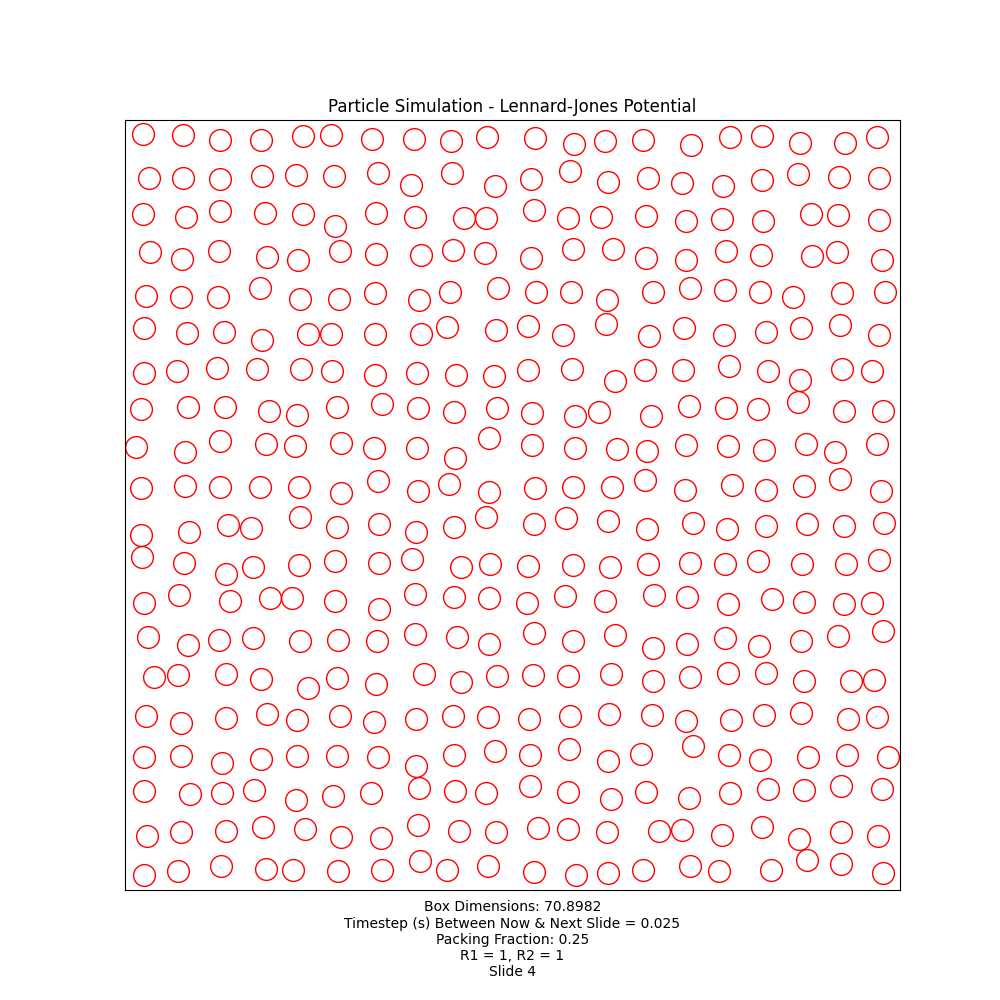 Particle Simulation - Lennard-Jones Potential
Box Dimensions: 70.8982
Timestep (s) Between Now & Next Slide = 0.025
Packing Fraction: 0.25
R1 = 1, R2 = 1
Slide 4